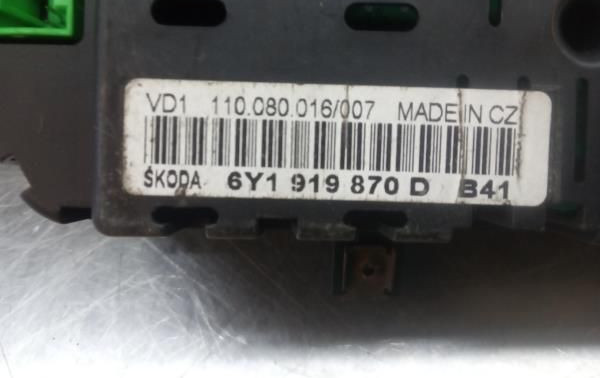 VD1 110.080.016/007 MADE IN CZ
ŠKODA 6Y1 919 870 D B41